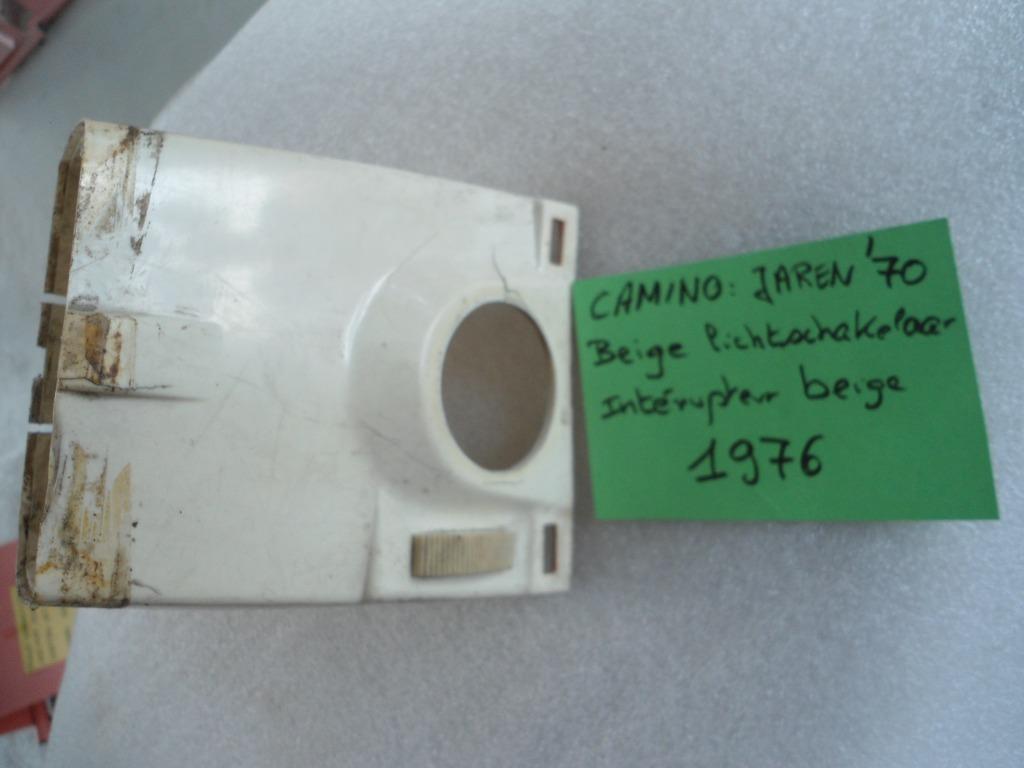 CAMINO: JAREN '70
Beige lichtschakelaar
Intérupteur beige
1976